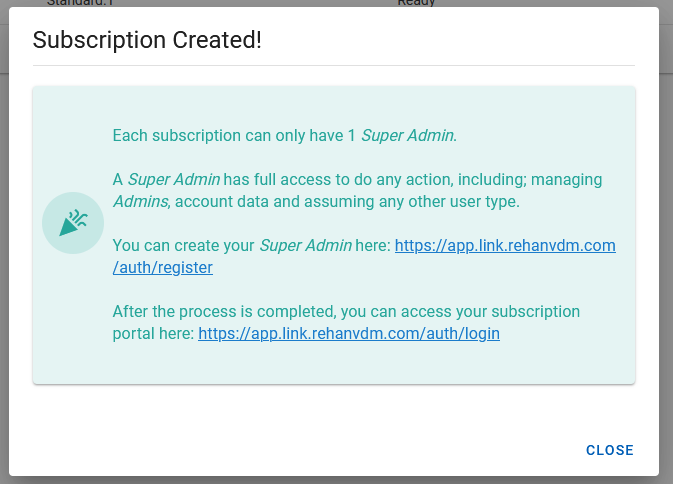 Standard.1 Ready
Subscription Created!
Each subscription can only have 1 Super Admin.
A Super Admin has full access to do any action, including; managing
Admins, account data and assuming any other user type.
You can create your Super Admin here: https://app.link.rehanvdm.com
/auth/register
After the process is completed, you can access your subscription
portal here: https://app.link.rehanvdm.com/auth/login
CLOSE